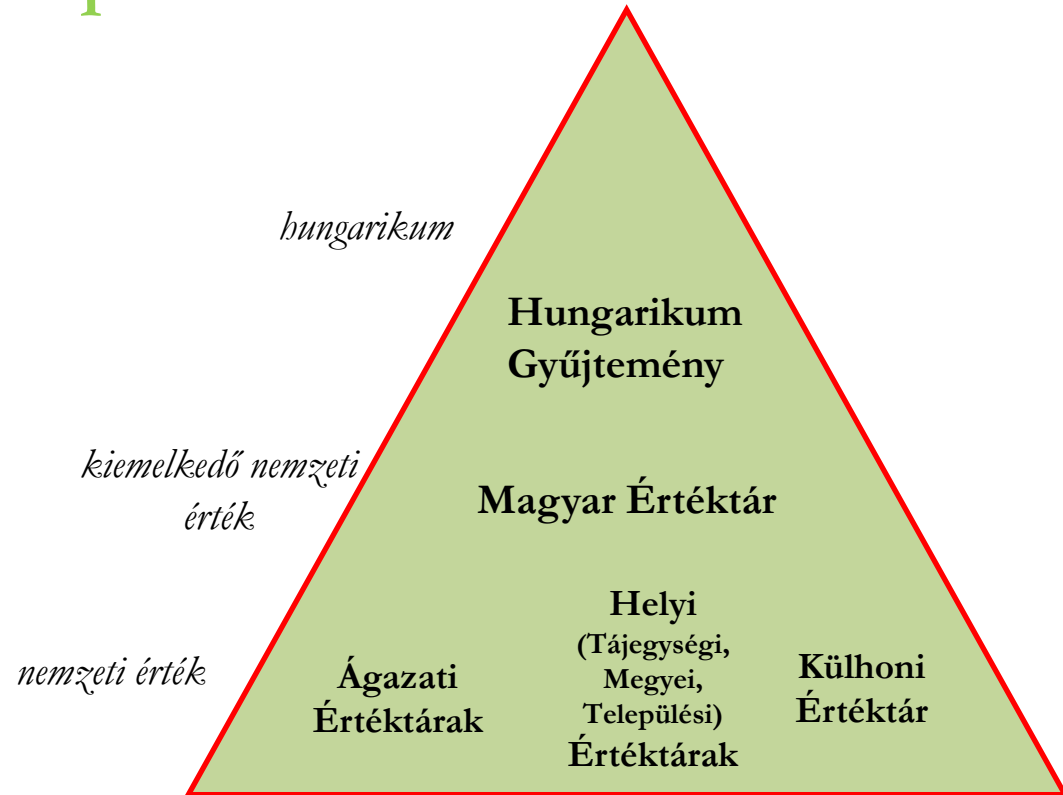 hungarikum
Hungarikum
Gyűjtemény
kiemelkedő nemzeti
érték
Magyar Értéktár
nemzeti érték
Ágazati
Értéktárak
Helyi
(Tájegységi,
Megyei,
Települési)
Értéktárak
Külhoni
Értéktár